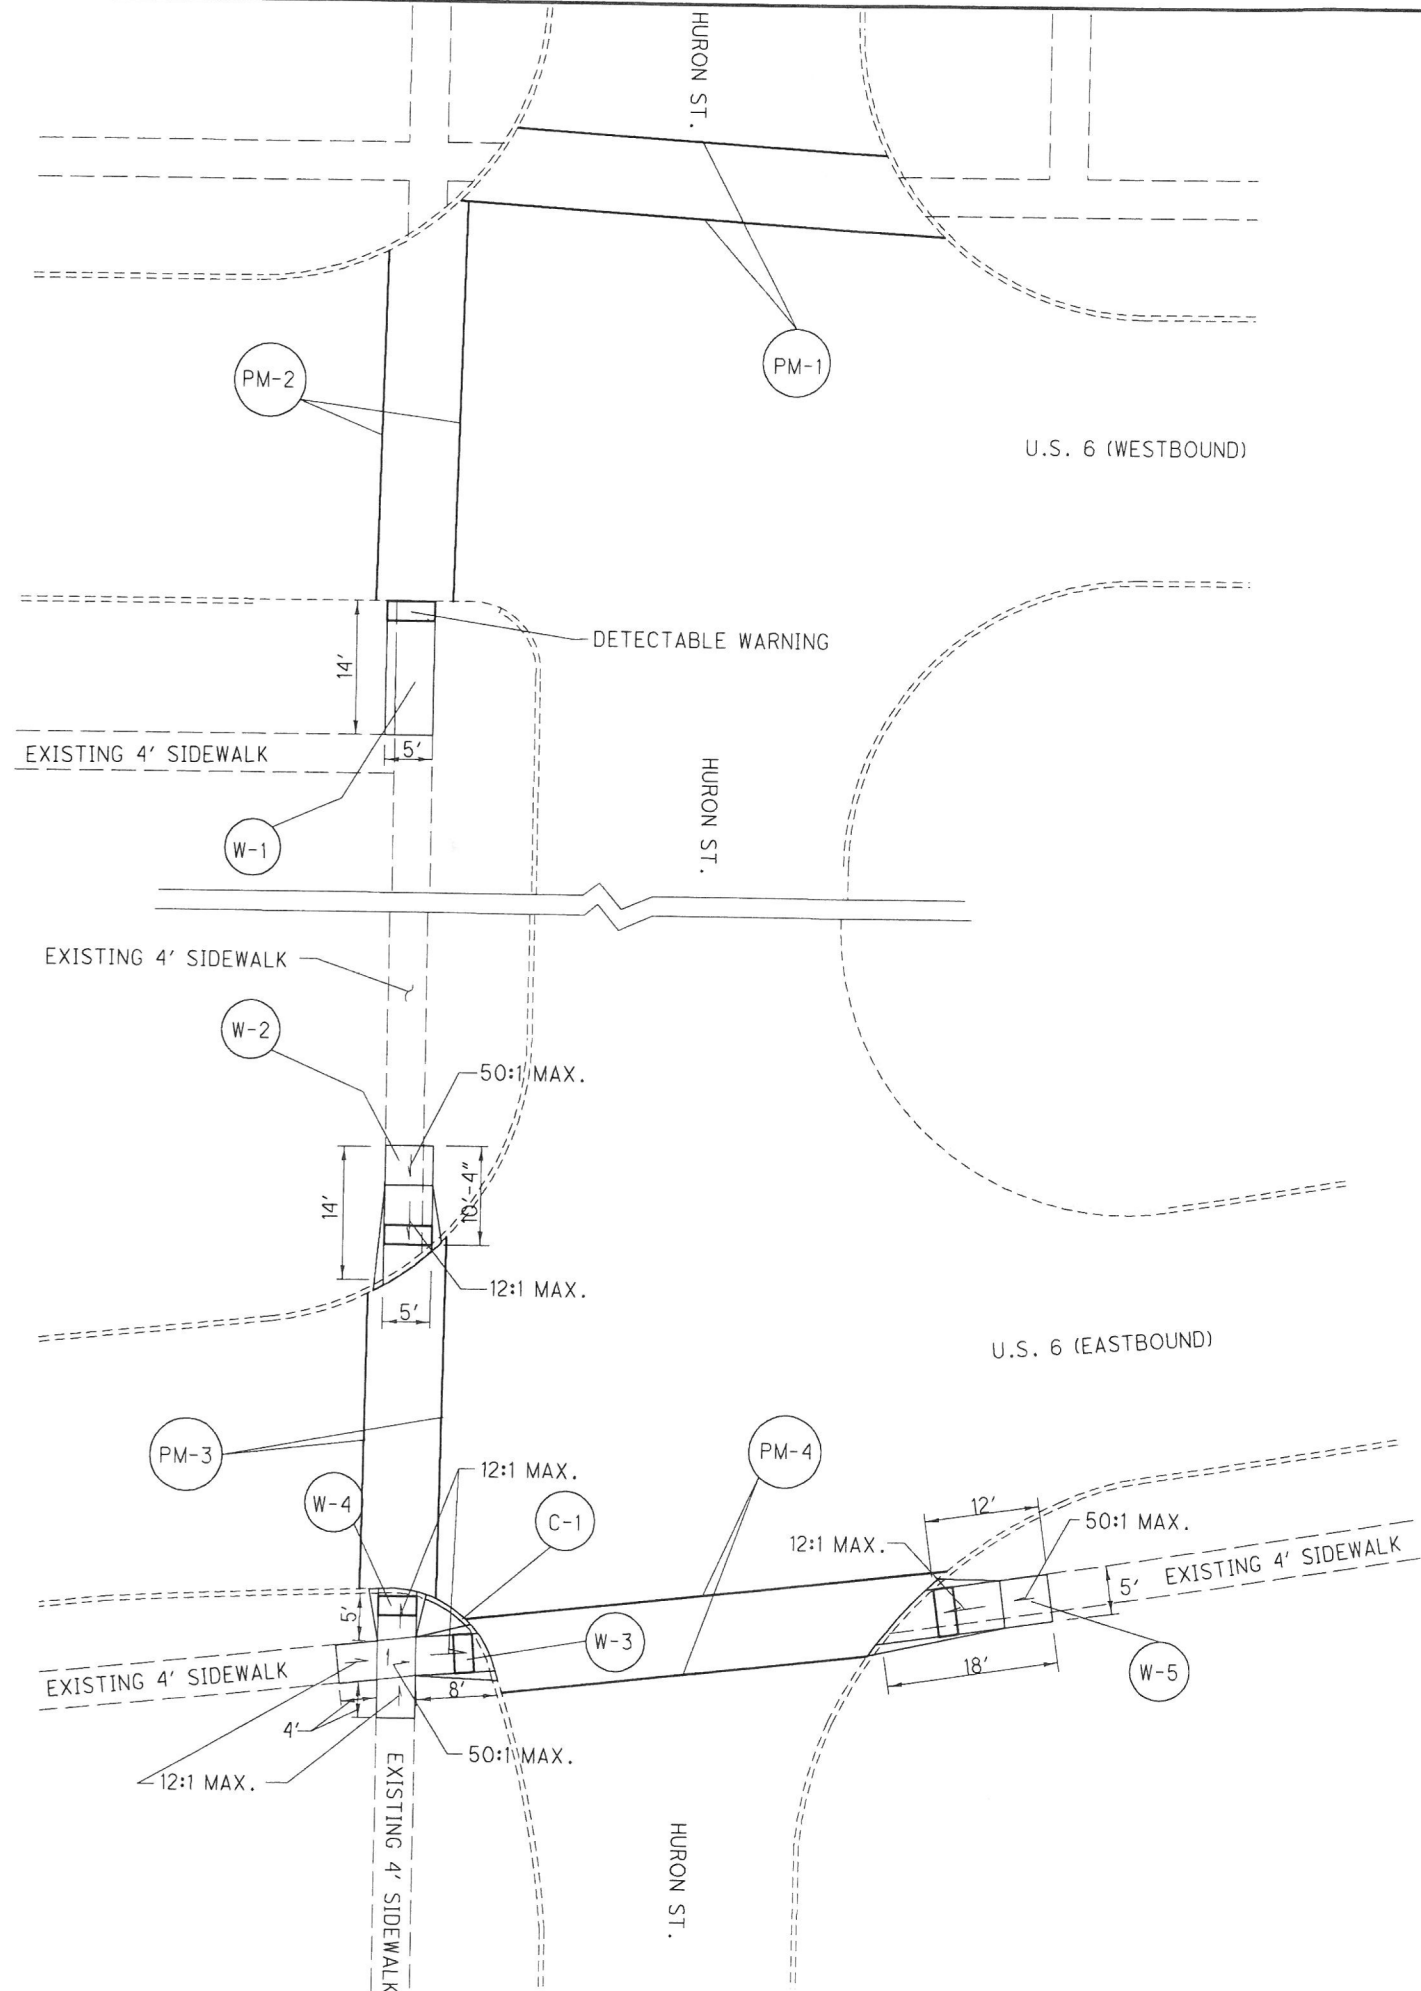 HURON ST.
PM-2
PM-1
U.S. 6 (WESTBOUND)
DETECTABLE WARNING
14'
EXISTING 4' SIDEWALK
5'
W-1
HURON ST.
EXISTING 4' SIDEWALK
W-2
50:1 MAX.
14'
10'-4"
12:1 MAX.
5'
U.S. 6 (EASTBOUND)
PM-3
12:1 MAX.
PM-4
W-4
C-1
12'
12:1 MAX.
50:1 MAX.
5'
EXISTING 4' SIDEWALK
5'
W-3
EXISTING 4' SIDEWALK
8'
18'
W-5
4'
12:1 MAX.
50:1 MAX.
EXISTING 4' SIDEWALK
HURON ST.